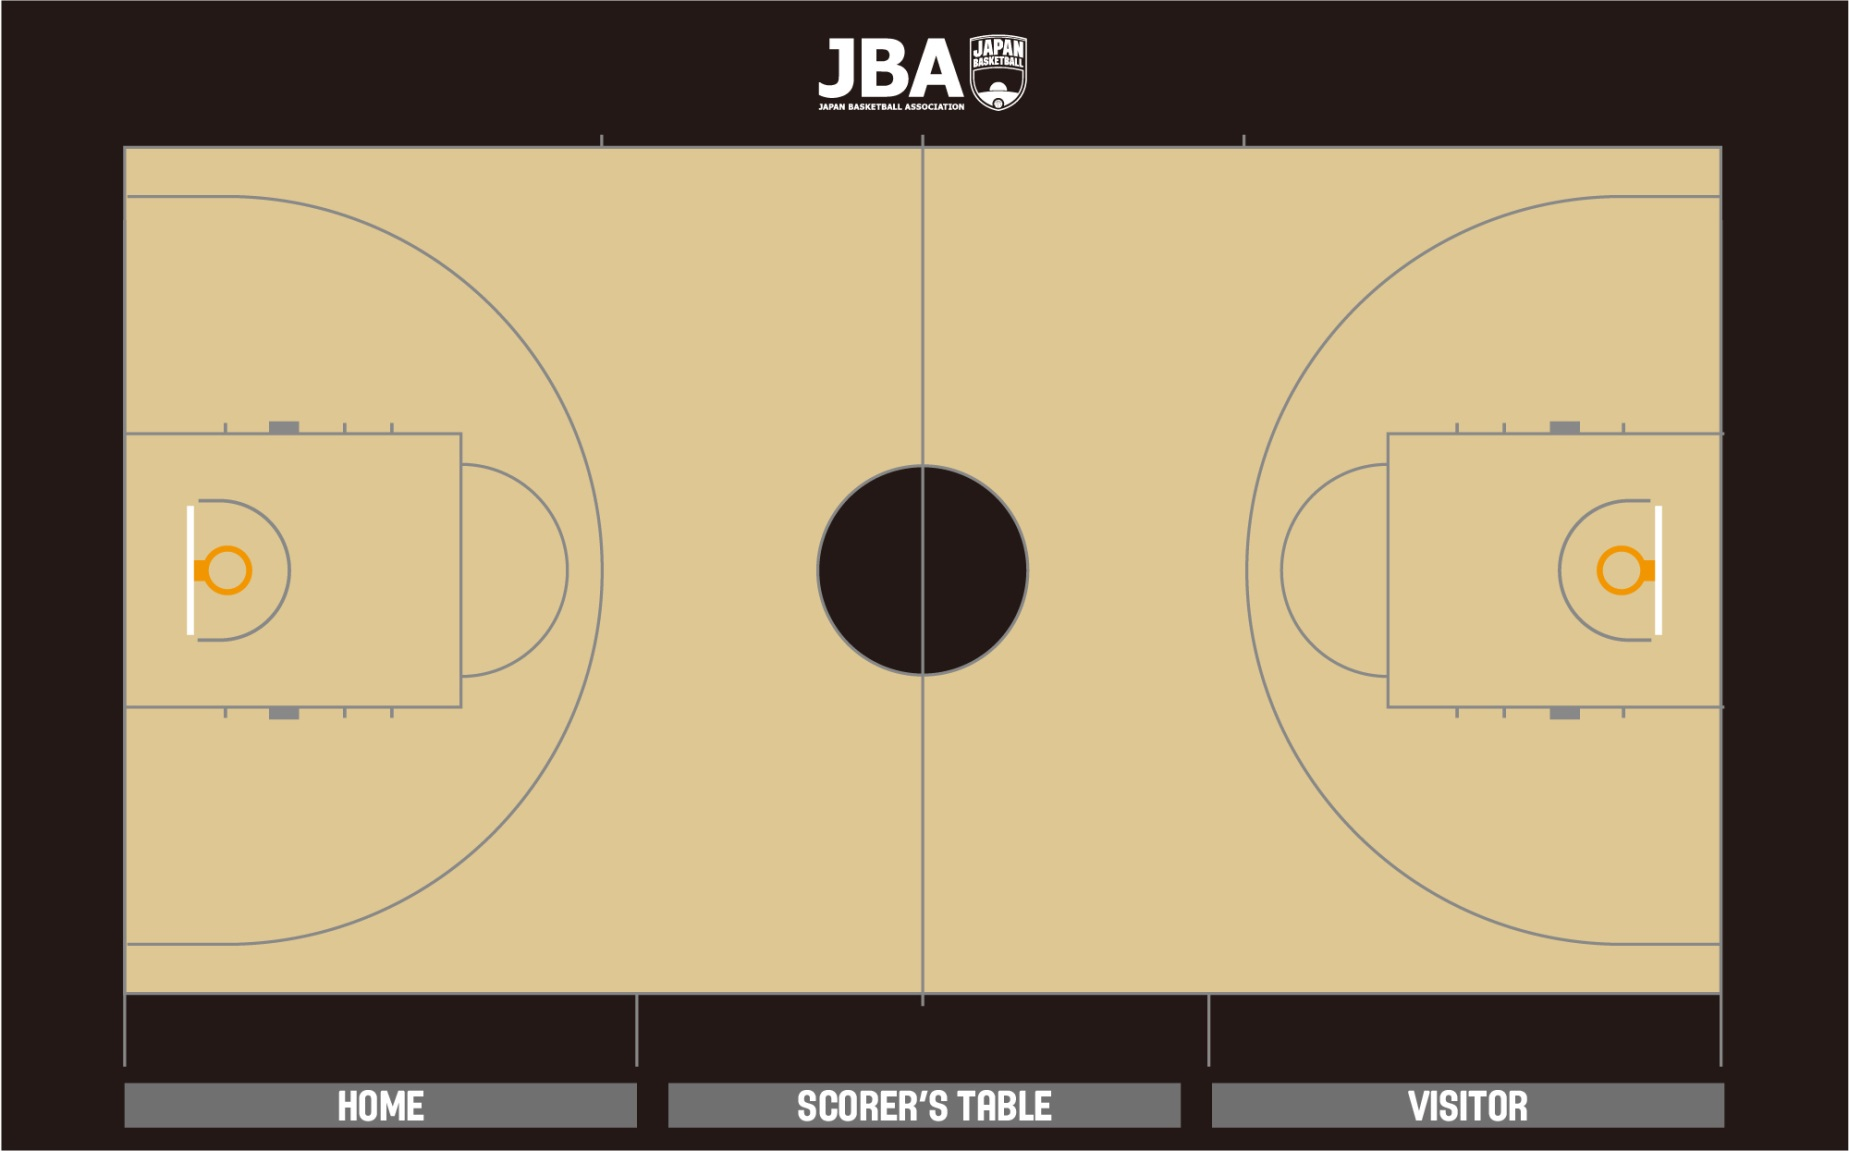 JBA
JAPAN BASKETBALL ASSOCIATION
JAPAN
BASKETBALL
HOME
SCORER'S TABLE
VISITOR